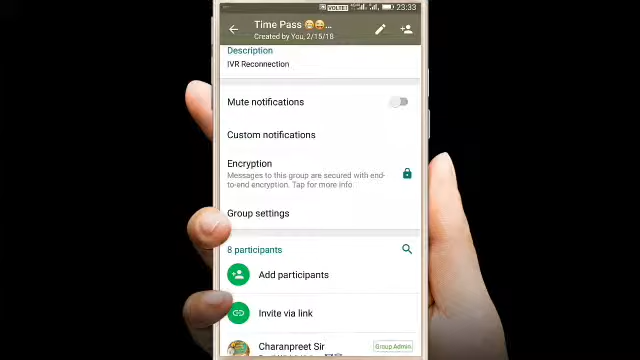 VOLTE 23:33
Time Pass
Created by You, 2/15/18
Description
IVR Reconnection
Mute notifications
Custom notifications
Encryption
Messages to this group are secured with end-
to-end encryption. Tap for more info
Group settings
8 participants
Add participants
Invite via link
Charanpreet Sir
Group Admin